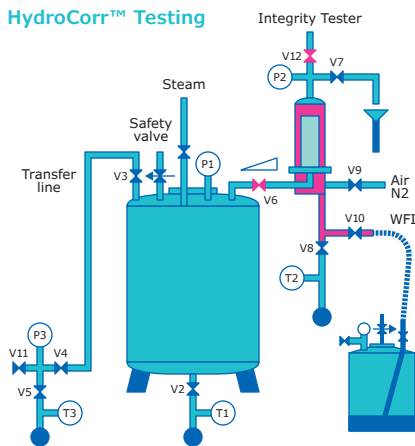 HydroCorr™ Testing
Integrity Tester
V12
P2
V7
Steam
Safety
valve
P1
V3
Transfer
line
V6
V9
Air
N2
V10
WFI
V8
T2
P3
V11
V4
V5
T3
V2
T1